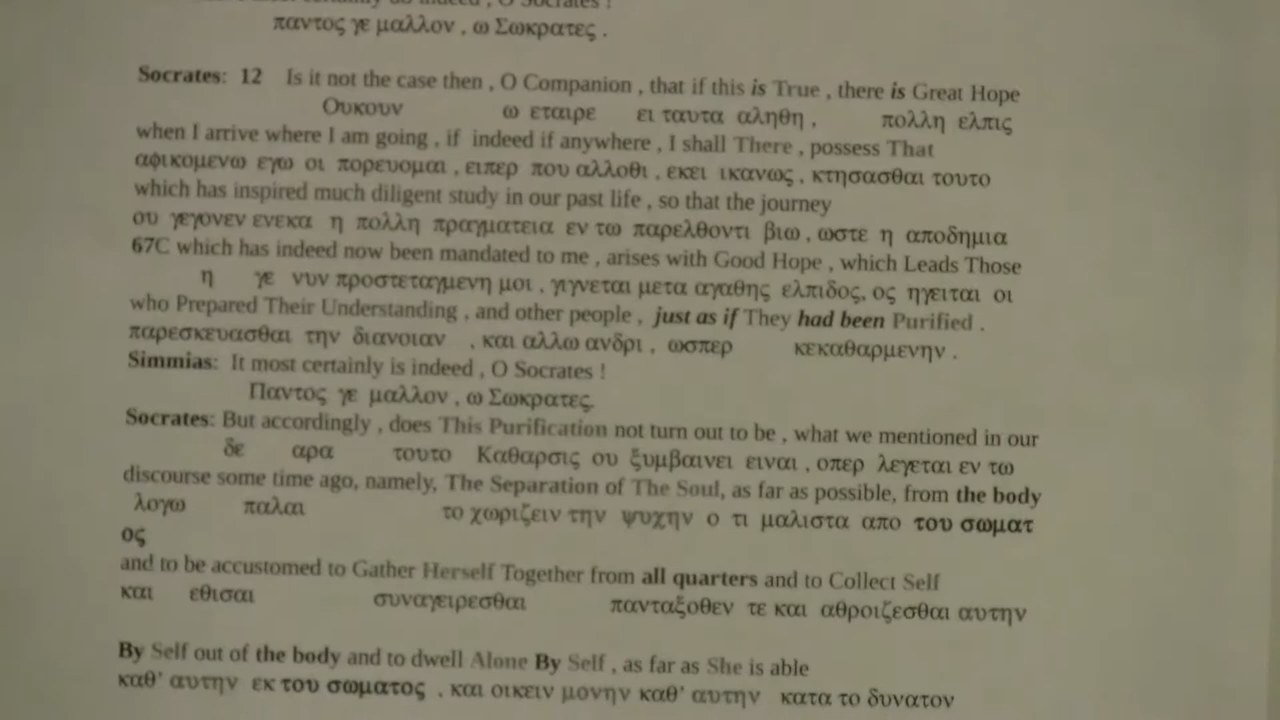 O Socrates !
παντος γε μαλλον , ω Σωκρατες .
Socrates: 12 Is it not the case then , O Companion , that if this is True , there is Great Hope
Ουκουν ω εταιρε ει ταυτα αληθη , πολλη ελπις
when I arrive where I am going , if indeed if anywhere , I shall There , possess That
αφικομενω εγω οι πορευομαι , ειπερ που αλλοθι , εκει ικανως , κτησασθαι τουτο
which has inspired much diligent study in our past life , so that the journey
ου γεγονεν ενεκα η πολλη πραγματεια εν τω παρελθοντι βιω , ωστε η αποδημια
67C which has indeed now been mandated to me , arises with Good Hope , which Leads Those
η γε νυν προστεταγμενη μοι , γιγνεται μετα αγαθης ελπιδος, ος ηγειται οι
who Prepared Their Understanding , and other people , just as if They had been Purified .
παρεσκευασθαι την διανοιαν , και αλλω ανδρι , ωσπερ κεκαθαρμενην .
Simmias: It most certainly is indeed , O Socrates !
Παντος γε μαλλον , ω Σωκρατες.
Socrates: But accordingly , does This Purification not turn out to be , what we mentioned in our
δε αρα τουτο Καθαρσις ου ξυμβαινει ειναι , οπερ λεγεται εν τω
discourse some time ago, namely, The Separation of The Soul, as far as possible, from the body
λογω παλαι το χωριζειν την ψυχην ο τι μαλιστα απο του σωματ
ος
and to be accustomed to Gather Herself Together from all quarters and to Collect Self
και εθισαι συναγειρεσθαι πανταξοθεν τε και αθροιζεσθαι αυτην
By Self out of the body and to dwell Alone By Self , as far as She is able
καθ' αυτην εκ του σωματος , και οικειν μονην καθ' αυτην κατα το δυνατον